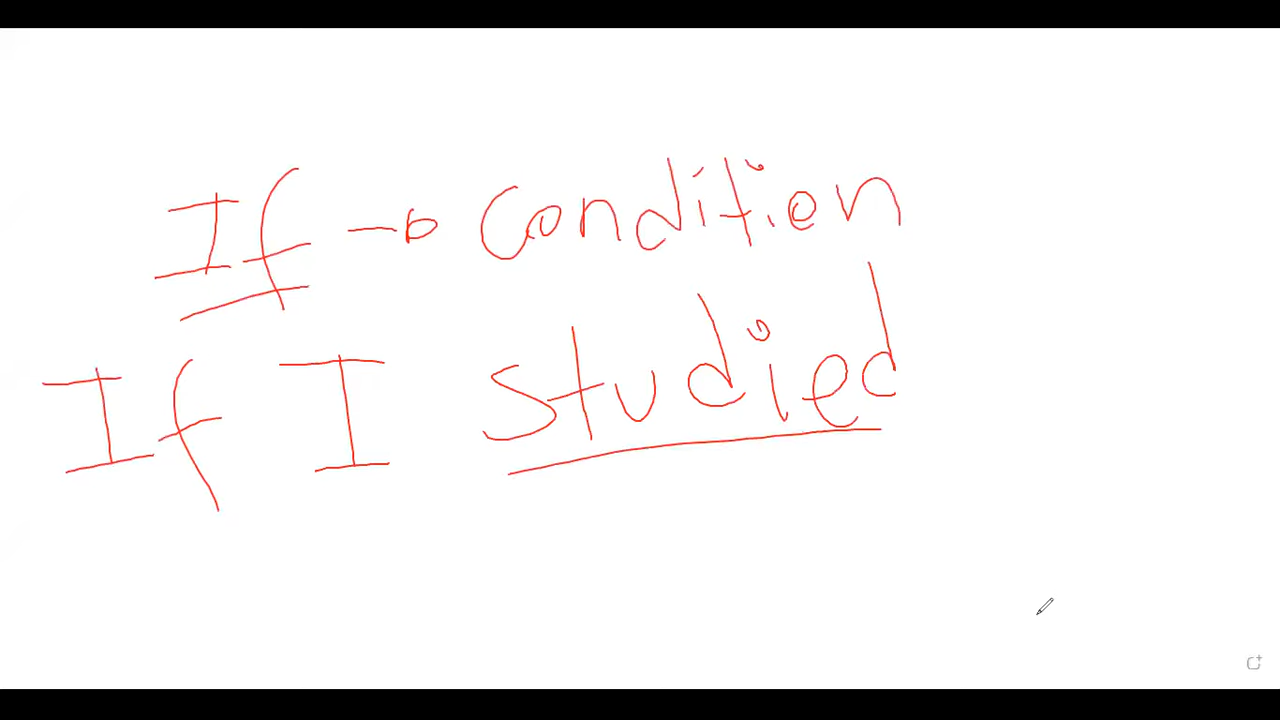 If → condition
If I studied